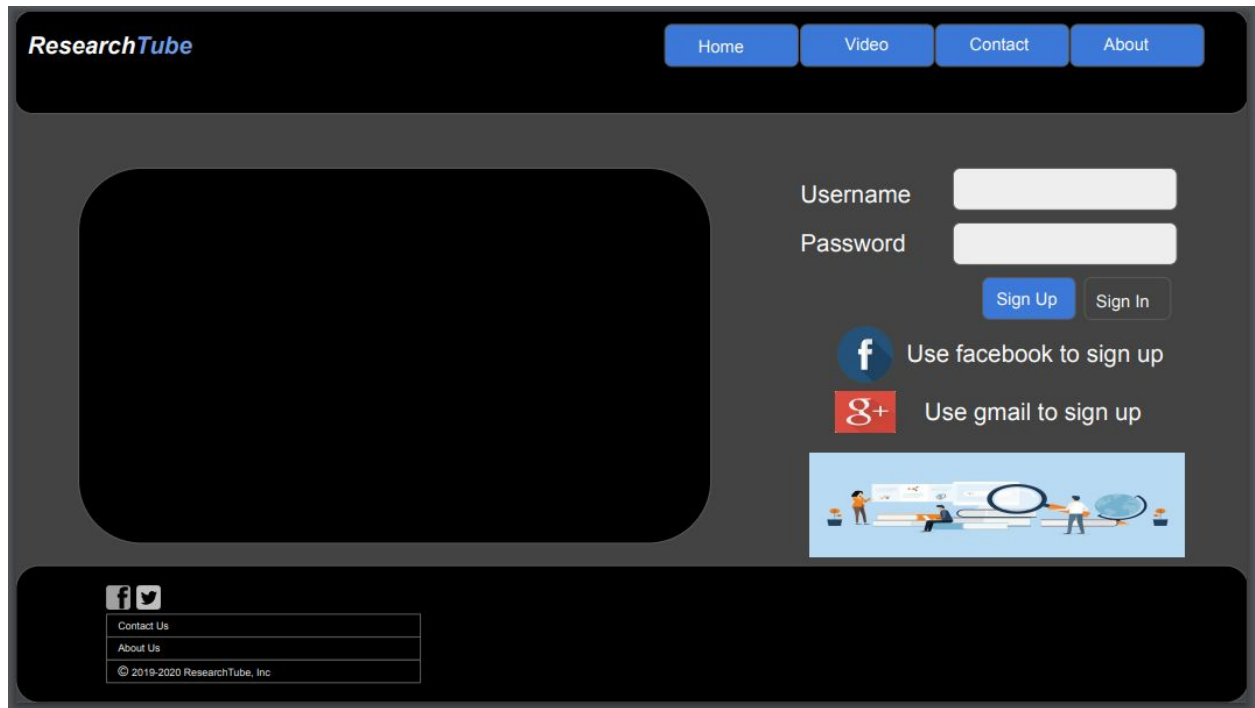 ResearchTube
Home Video Contact About
Username
Password
Sign Up Sign In
f Use facebook to sign up
g+ Use gmail to sign up
f
Contact Us
About Us
© 2019-2020 ResearchTube, Inc